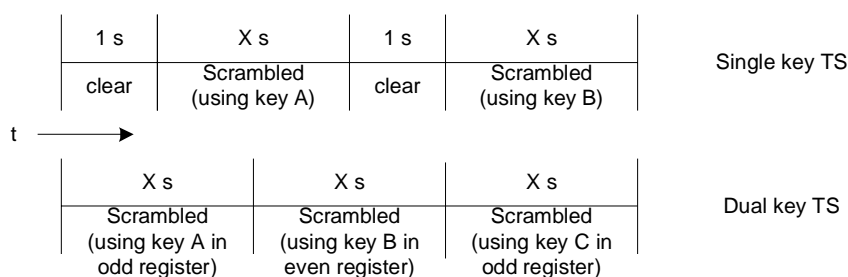 1 s X s 1 s X s
clear Scrambled (using key A) clear Scrambled (using key B)
Single key TS
t
X s X s X s
Scrambled (using key A in odd register) Scrambled (using key B in even register) Scrambled (using key C in odd register)
Dual key TS